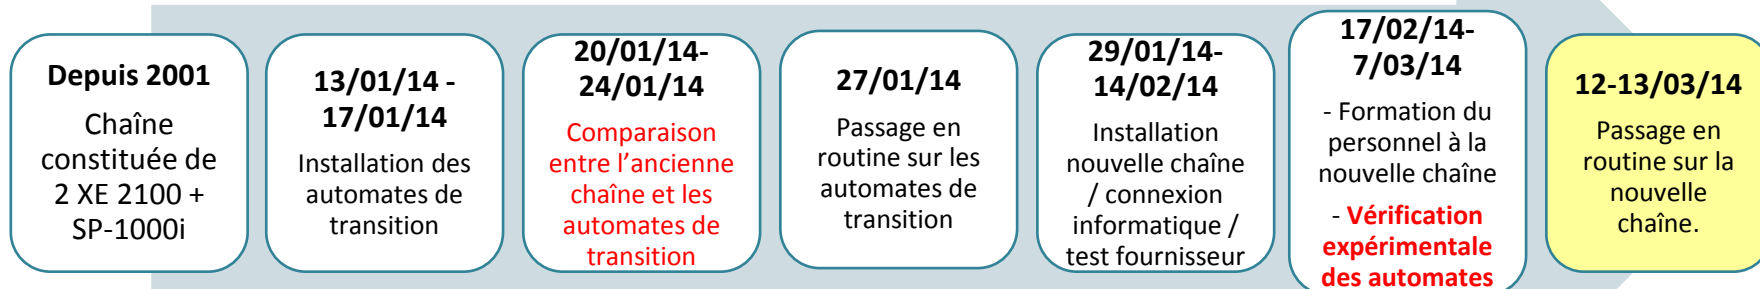 Depuis 2001
Chaîne
constituée de
2 XE 2100 +
SP-1000i
13/01/14 -
17/01/14
Installation des
automates de
transition
20/01/14-
24/01/14
Comparaison
entre l’ancienne
chaîne et les
automates de
transition
27/01/14
Passage en
routine sur les
automates de
transition
29/01/14-
14/02/14
Installation
nouvelle chaîne
/ connexion
informatique /
test fournisseur
17/02/14-
7/03/14
- Formation du
personnel à la
nouvelle chaîne
- Vérification
expérimentale
des automates
12-13/03/14
Passage en
routine sur la
nouvelle
chaîne.